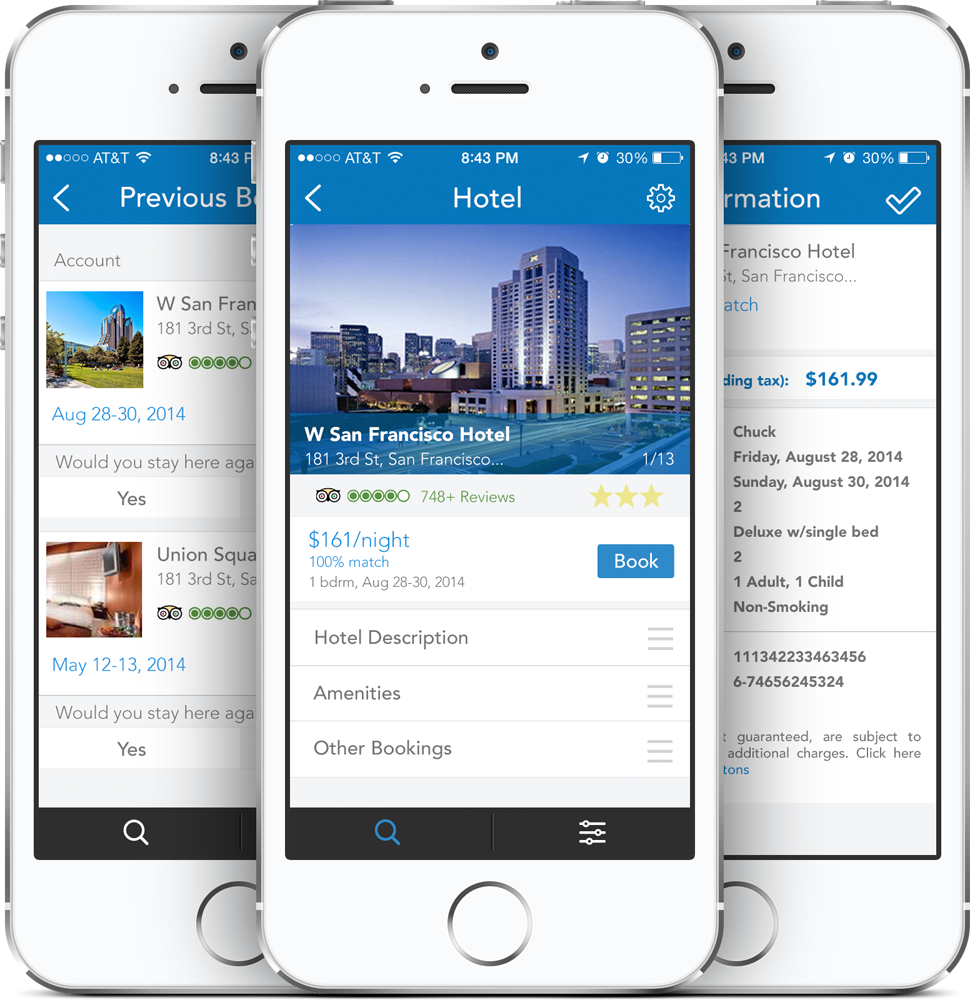 AT&T 8:43 P
Previous B
Account
W San Fran
181 3rd St, S
Aug 28-30, 2014
Would you stay here aga
Yes
Union Squa
181 3rd St, Sa
May 12-13, 2014
Would you stay here aga
Yes
AT&T 8:43 PM 30%
Hotel
W San Francisco Hotel
181 3rd St, San Francisco...
1/13
748+ Reviews
$161/night
100% match
1 bdrm, Aug 28-30, 2014
Book
Hotel Description
Amenities
Other Bookings
43 PM 30%
rmation
Francisco Hotel
St, San Francisco...
atch
ding tax): $161.99
Chuck
Friday, August 28, 2014
Sunday, August 30, 2014
2
Deluxe w/single bed
2
1 Adult, 1 Child
Non-Smoking
111342233463456
6-74656245324
t guaranteed, are subject to
additional charges. Click here
tons